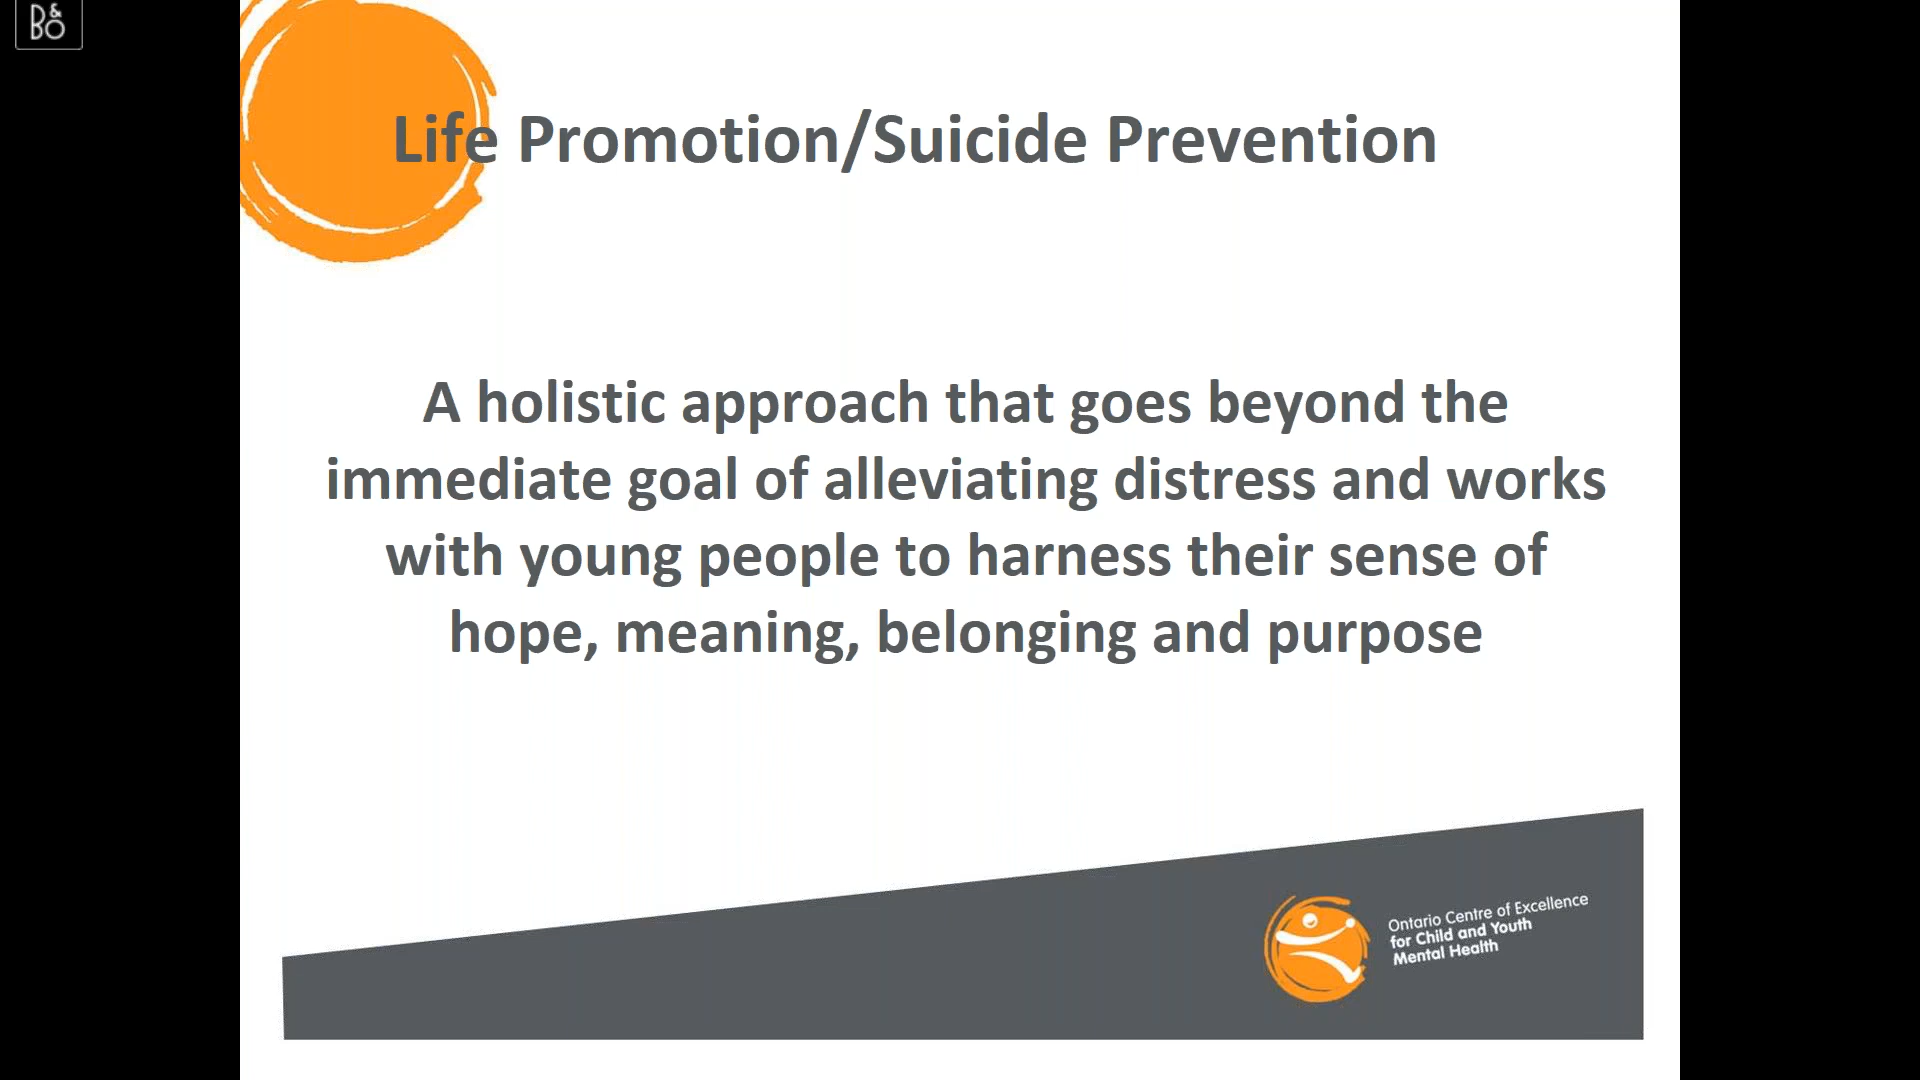 B&O
Life Promotion/Suicide Prevention
A holistic approach that goes beyond the
immediate goal of alleviating distress and works
with young people to harness their sense of
hope, meaning, belonging and purpose
Ontario Centre of Excellence
for Child and Youth
Mental Health